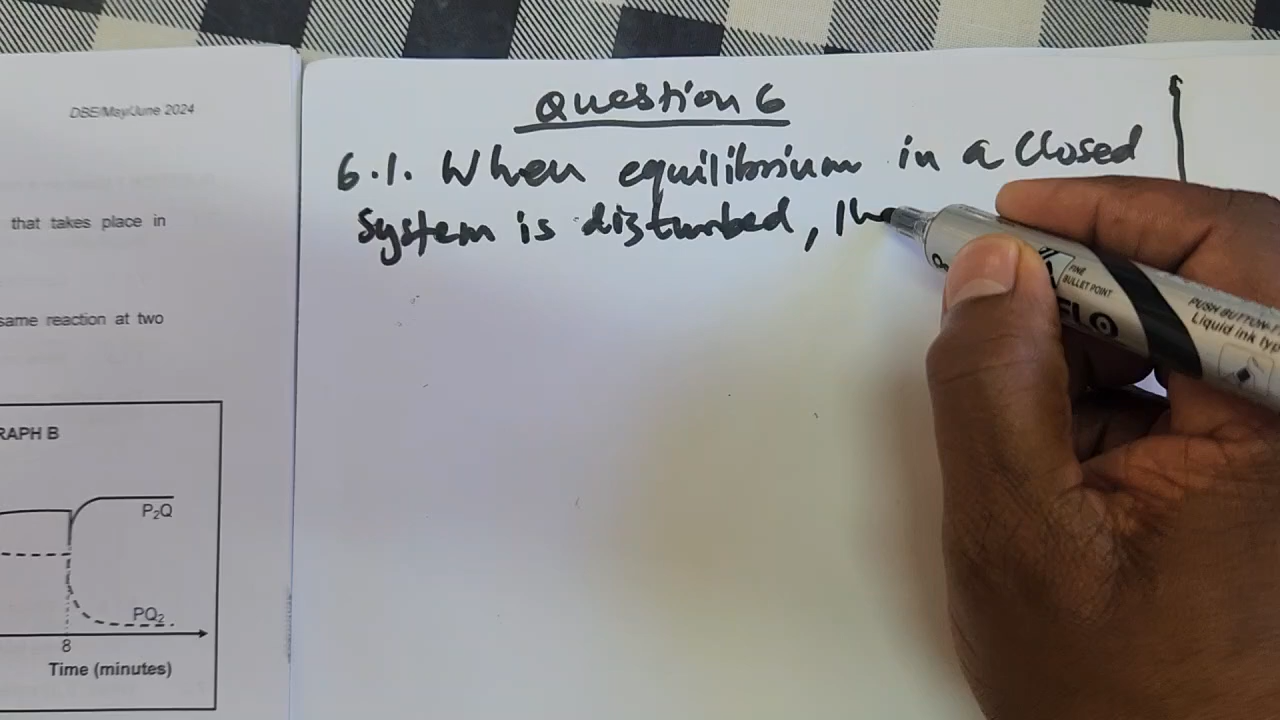 DBE/May/June 2024
that takes place in
same reaction at two
RAPH B
P₂Q
PQ₂
8
Time (minutes)
Question 6
6.1. When equilibrium in a closed
system is disturbed, the
FINE
BULLET POINT
FLO
PUSH BUTTON
Liquid ink